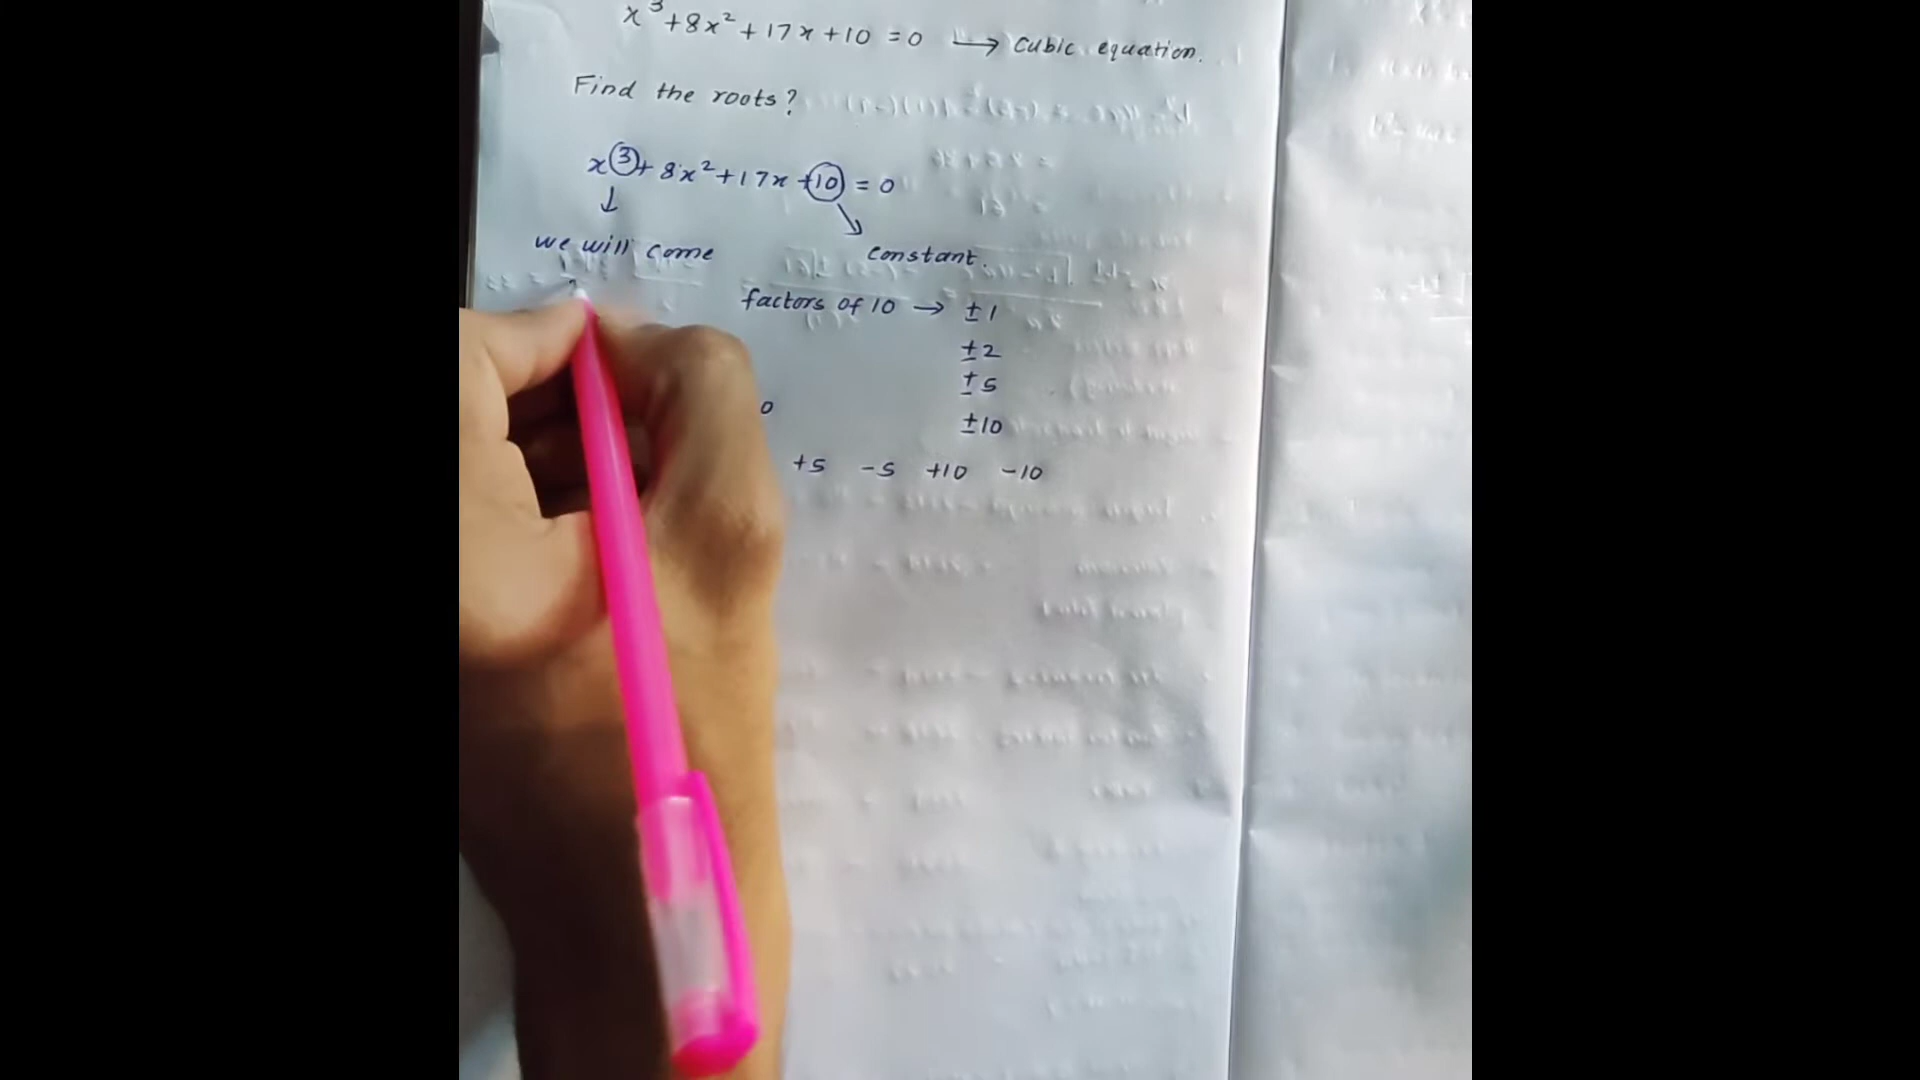 x³+8x²+17x+10 =0 → cubic equation.
Find the roots?
x³+8x²+17x+10 = 0
↓ ↘
we will come constant.
factors of 10 → ±1
±2
±5
0 ±10
+5 -5 +10 -10